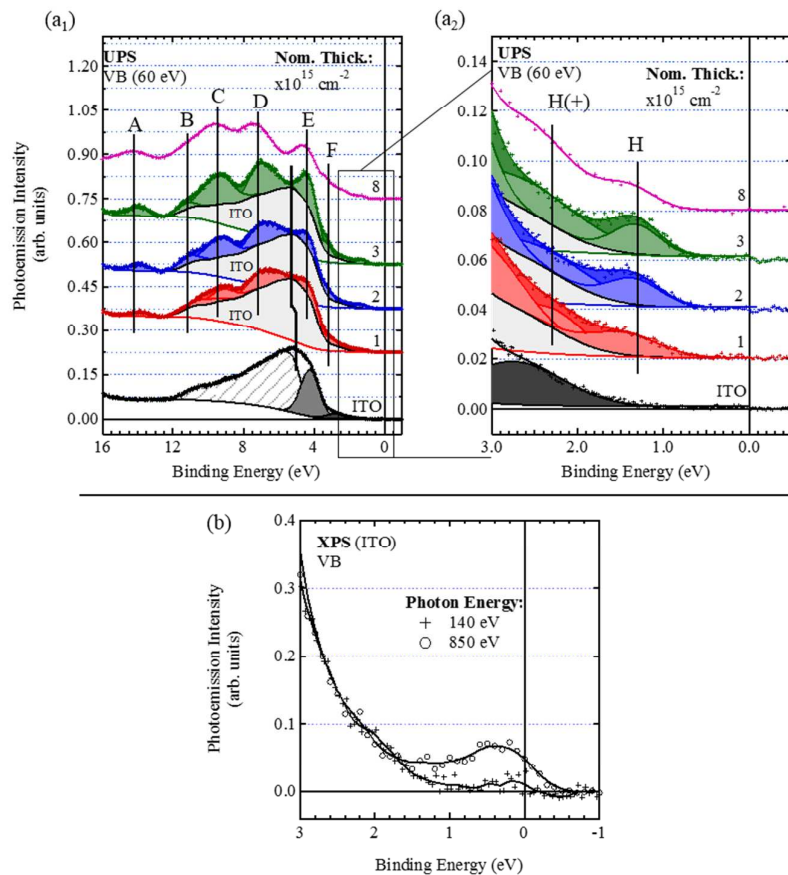 (a1)
UPS
VB (60 eV)
Nom. Thick.:
x10^15 cm^-2
A
B
C
D
E
F
8
3
2
1
ITO
ITO
ITO
ITO
1.20
1.05
0.90
0.75
0.60
0.45
0.30
0.15
0.00
Photoemission Intensity
(arb. units)
16
12
8
4
0
Binding Energy (eV)
(a2)
UPS
VB (60 eV)
Nom. Thick.:
x10^15 cm^-2
H(+)
H
8
3
2
1
ITO
0.14
0.12
0.10
0.08
0.06
0.04
0.02
0.00
Photoemission Intensity
(arb. units)
3.0
2.0
1.0
0.0
Binding Energy (eV)
(b)
XPS (ITO)
VB
Photon Energy:
+ 140 eV
○ 850 eV
0.4
0.3
0.2
0.1
0.0
Photoemission Intensity
(arb. units)
3
2
1
0
-1
Binding Energy (eV)